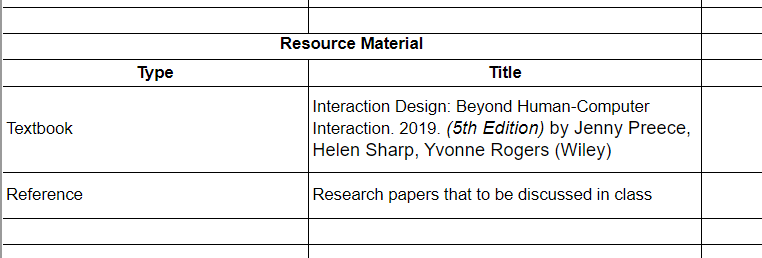 Resource Material
Type Title
Textbook
Interaction Design: Beyond Human-Computer
Interaction. 2019. (5th Edition) by Jenny Preece,
Helen Sharp, Yvonne Rogers (Wiley)
Reference Research papers that to be discussed in class